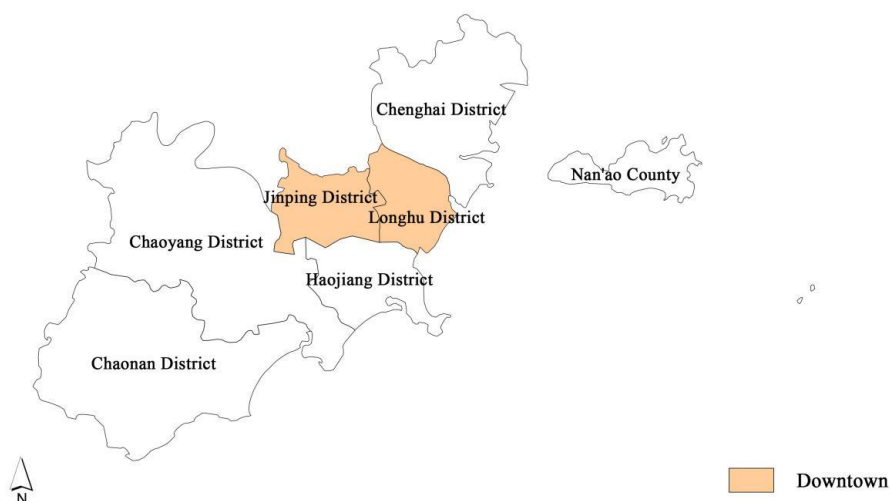 Chenghai District
Nan'ao County
Jinping District
Longhu District
Chaoyang District
Haojiang District
Chaonan District
N
Downtown